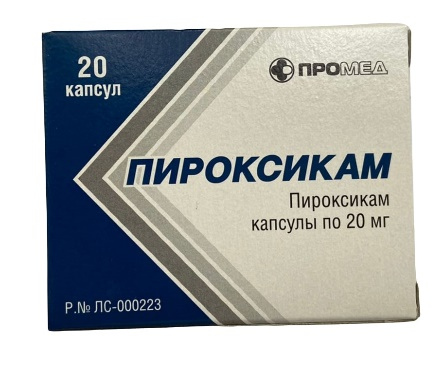 20
капсул
ПРОМЕД
ПИРОКСИКАМ
Пироксикам
капсулы по 20 мг
Р.№ ЛС-000223